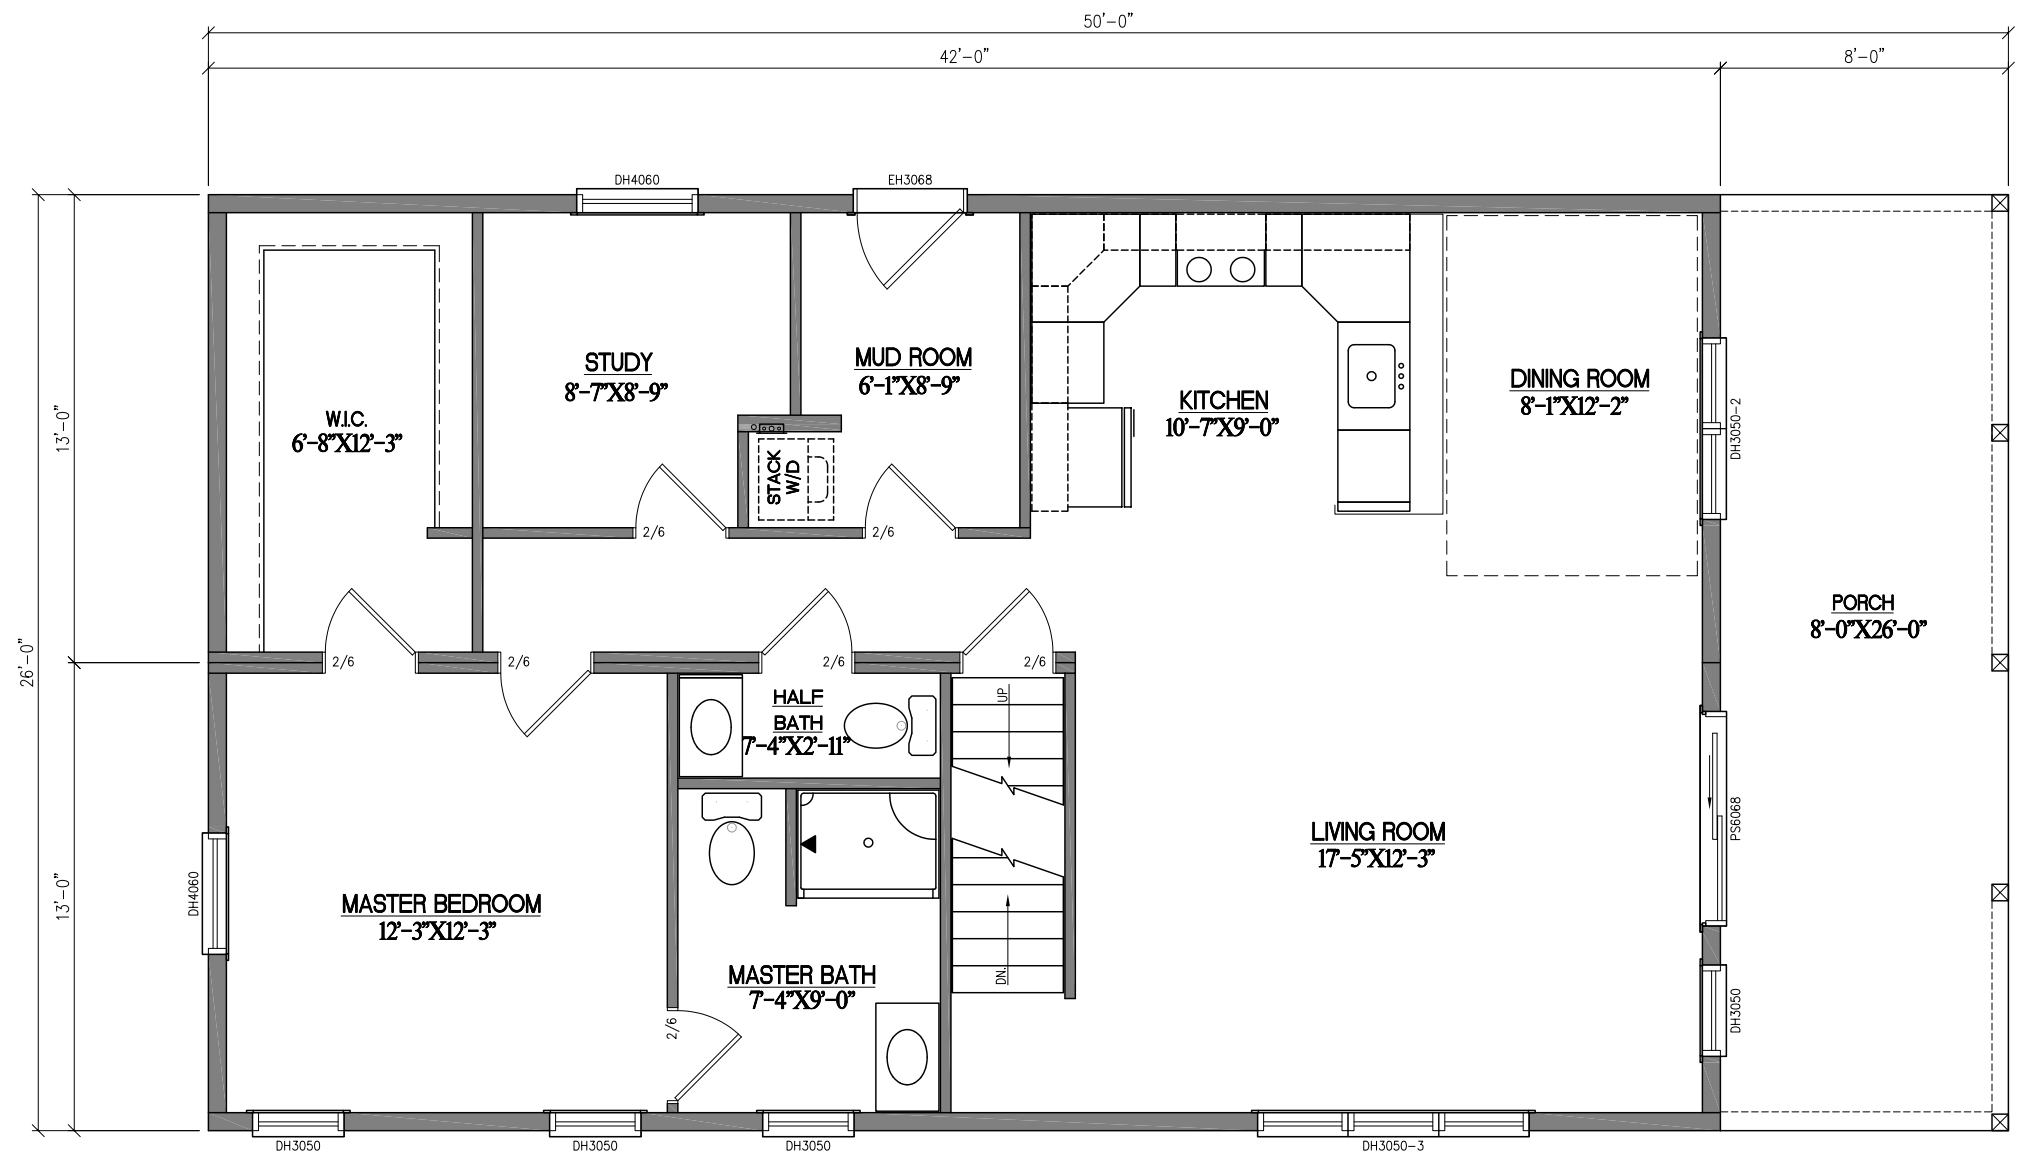 50'-0"
42'-0"
8'-0"
DH4060
EH3068
STUDY
8'-7"X8'-9"
MUD ROOM
6'-1"X8'-9"
W.I.C.
6'-8"X12'-3"
KITCHEN
10'-7"X9'-0"
DINING ROOM
8'-1"X12'-2"
DH3050-2
13'-0"
STACK
W/D
2/6
2/6
PORCH
8'-0"X26'-0"
26'-0"
2/6
2/6
2/6
2/6
HALF
BATH
7'-4"X2'-11"
UP
LIVING ROOM
17'-5"X12'-3"
PS6068
13'-0"
DH4060
MASTER BEDROOM
12'-3"X12'-3"
MASTER BATH
7'-4"X9'-0"
DN.
2/6
DH3050
DH3050
DH3050
DH3050
DH3050-3